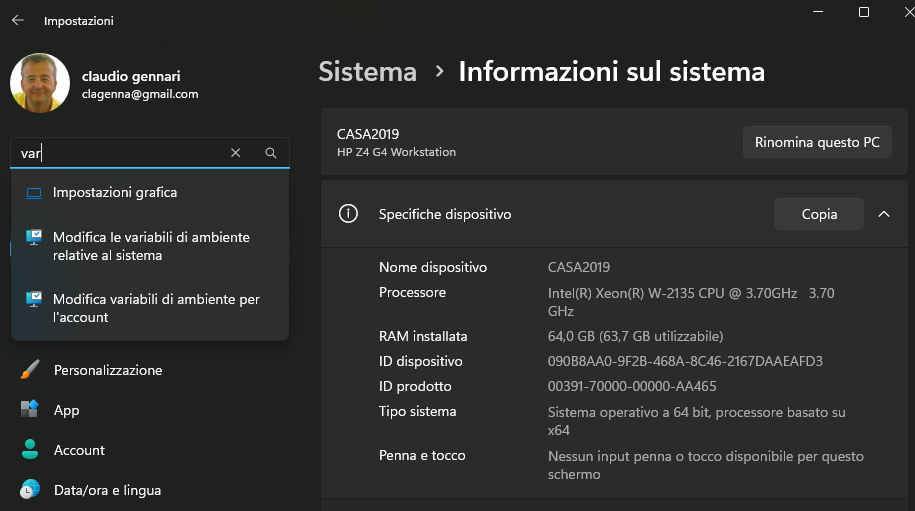 Impostazioni
claudio gennari
clagenna@gmail.com
var
Impostazioni grafica
Modifica le variabili di ambiente
relative al sistema
Modifica variabili di ambiente per
l'account
Personalizzazione
App
Account
Data/ora e lingua
Sistema › Informazioni sul sistema
CASA2019
HP Z4 G4 Workstation
Rinomina questo PC
Specifiche dispositivo
Copia
Nome dispositivo CASA2019
Processore Intel(R) Xeon(R) W-2135 CPU @ 3.70GHz 3.70
GHz
RAM installata 64,0 GB (63,7 GB utilizzabile)
ID dispositivo 090B8AA0-9F2B-468A-8C46-2167DAAEAFD3
ID prodotto 00391-70000-00000-AA465
Tipo sistema Sistema operativo a 64 bit, processore basato su
x64
Penna e tocco Nessun input penna o tocco disponibile per questo
schermo